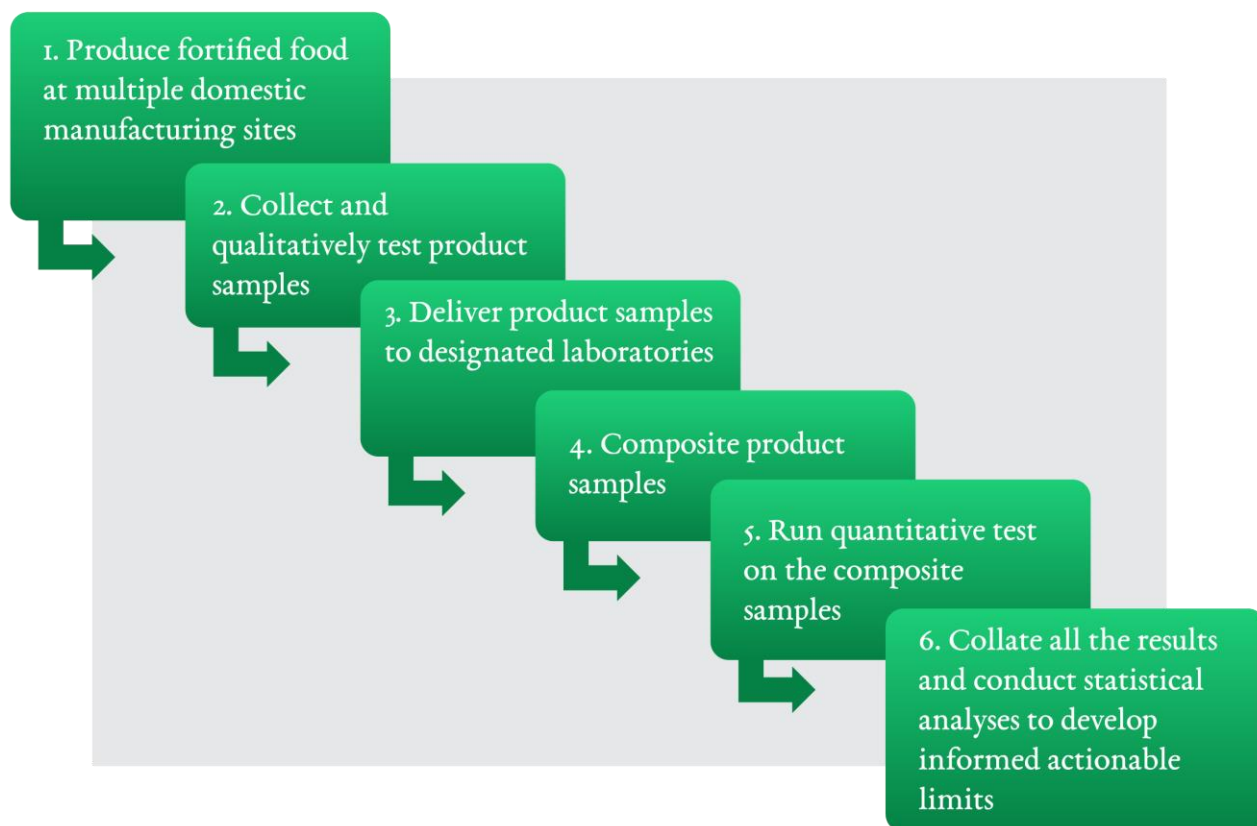 1. Produce fortified food
at multiple domestic
manufacturing sites
2. Collect and
qualitatively test product
samples
3. Deliver product samples
to designated laboratories
4. Composite product
samples
5. Run quantitative test
on the composite
samples
6. Collate all the results
and conduct statistical
analyses to develop
informed actionable
limits